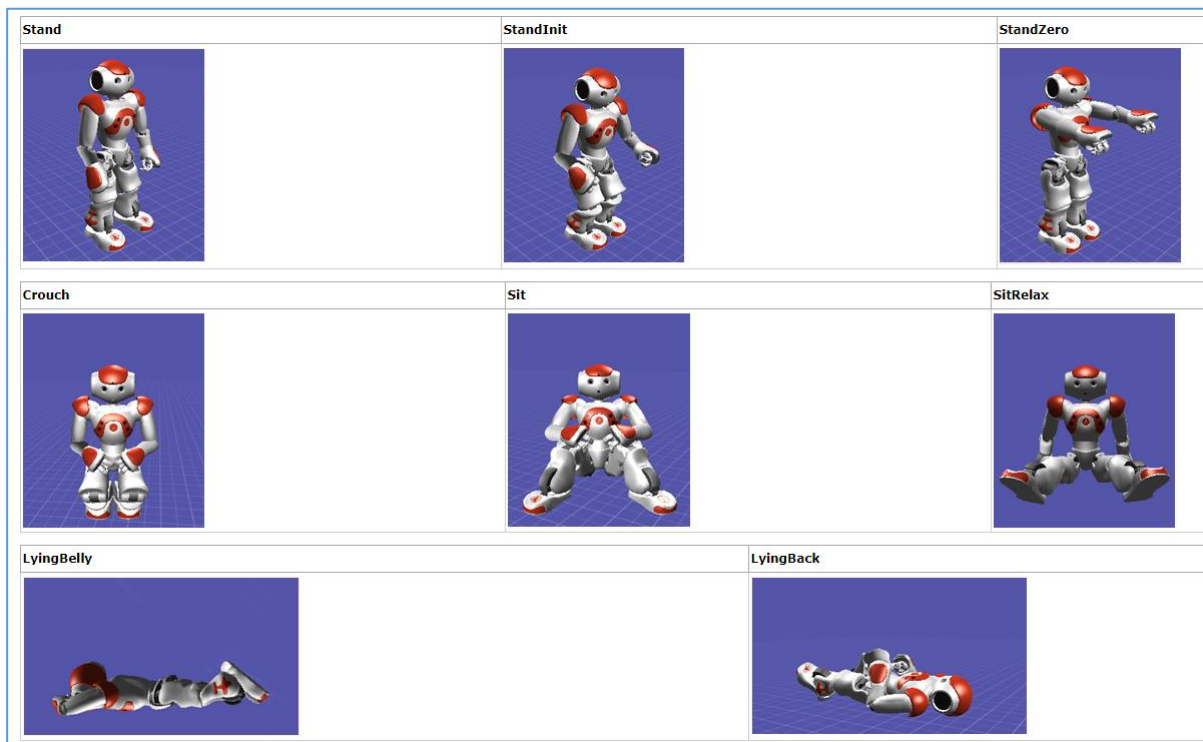 Stand
StandInit
StandZero
Crouch
Sit
SitRelax
LyingBelly
LyingBack